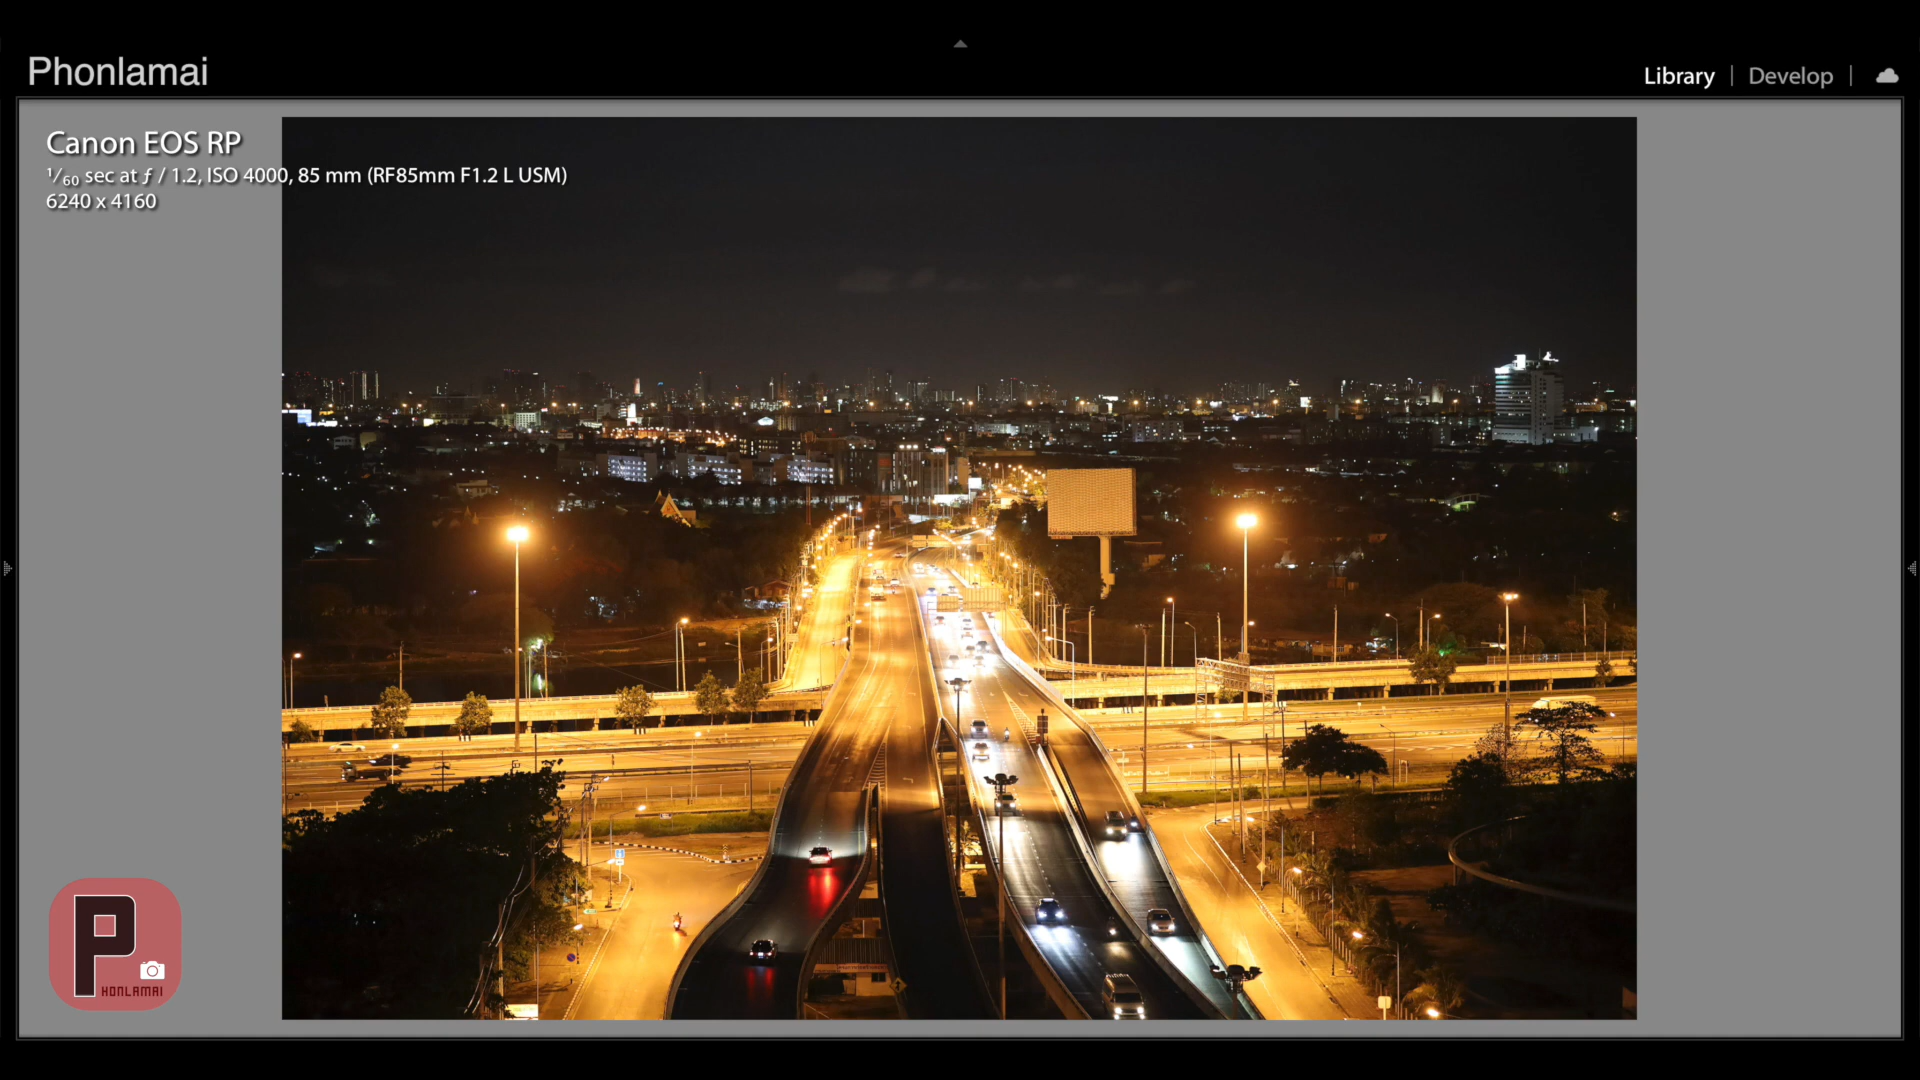 Phonlamai
Library | Develop |
Canon EOS RP
1/60 sec at ƒ / 1.2, ISO 4000, 85 mm (RF85mm F1.2 L USM)
6240 x 4160
P
HONLAMAI